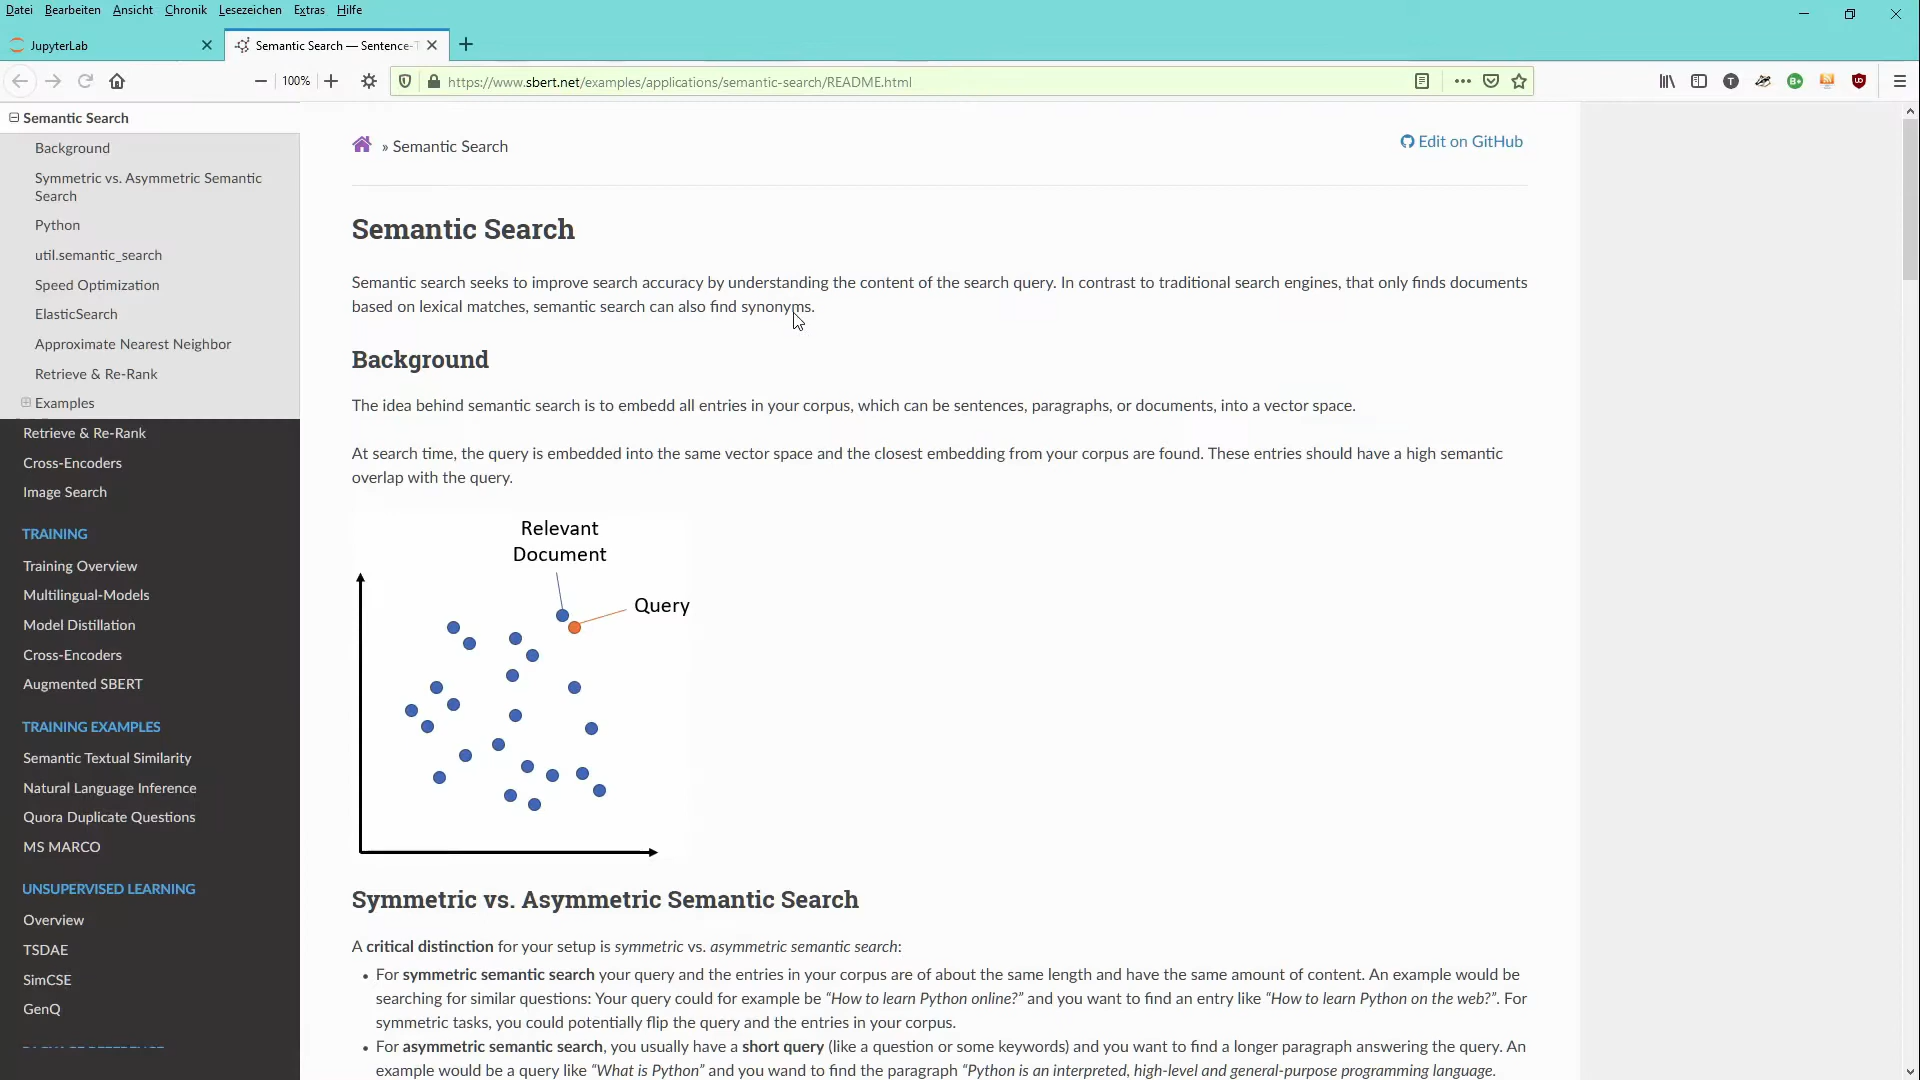 Datei Bearbeiten Ansicht Chronik Lesezeichen Extras Hilfe
JupyterLab
Semantic Search — Sentence-T
100%
https://www.sbert.net/examples/applications/semantic-search/README.html
Semantic Search
Background
Symmetric vs. Asymmetric Semantic
Search
Python
util.semantic_search
Speed Optimization
ElasticSearch
Approximate Nearest Neighbor
Retrieve & Re-Rank
Examples
Retrieve & Re-Rank
Cross-Encoders
Image Search
TRAINING
Training Overview
Multilingual-Models
Model Distillation
Cross-Encoders
Augmented SBERT
TRAINING EXAMPLES
Semantic Textual Similarity
Natural Language Inference
Quora Duplicate Questions
MS MARCO
UNSUPERVISED LEARNING
Overview
TSDAE
SimCSE
GenQ
» Semantic Search
Edit on GitHub
Semantic Search
Semantic search seeks to improve search accuracy by understanding the content of the search query. In contrast to traditional search engines, that only finds documents
based on lexical matches, semantic search can also find synonyms.
Background
The idea behind semantic search is to embedd all entries in your corpus, which can be sentences, paragraphs, or documents, into a vector space.
At search time, the query is embedded into the same vector space and the closest embedding from your corpus are found. These entries should have a high semantic
overlap with the query.
Relevant
Document
Query
Symmetric vs. Asymmetric Semantic Search
A critical distinction for your setup is symmetric vs. asymmetric semantic search:
• For symmetric semantic search your query and the entries in your corpus are of about the same length and have the same amount of content. An example would be
searching for similar questions: Your query could for example be “How to learn Python online?” and you want to find an entry like “How to learn Python on the web?”. For
symmetric tasks, you could potentially flip the query and the entries in your corpus.
• For asymmetric semantic search, you usually have a short query (like a question or some keywords) and you want to find a longer paragraph answering the query. An
example would be a query like “What is Python” and you wand to find the paragraph “Python is an interpreted, high-level and general-purpose programming language.